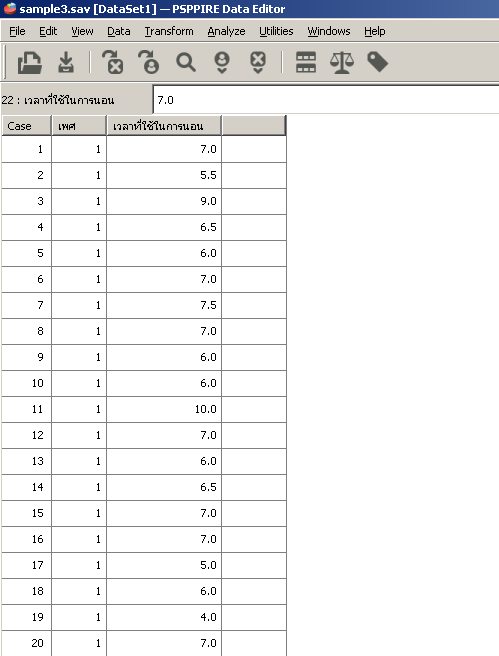 sample3.sav [DataSet1] — PSPPIRE Data Editor
File Edit View Data Transform Analyze Utilities Windows Help
22 : เวลาที่ใช้ในการนอน 7.0
Case เพศ เวลาที่ใช้ในการนอน
1 1 7.0
2 1 5.5
3 1 9.0
4 1 6.5
5 1 6.0
6 1 7.0
7 1 7.5
8 1 7.0
9 1 6.0
10 1 6.0
11 1 10.0
12 1 7.0
13 1 6.0
14 1 6.5
15 1 7.0
16 1 7.0
17 1 5.0
18 1 6.0
19 1 4.0
20 1 7.0